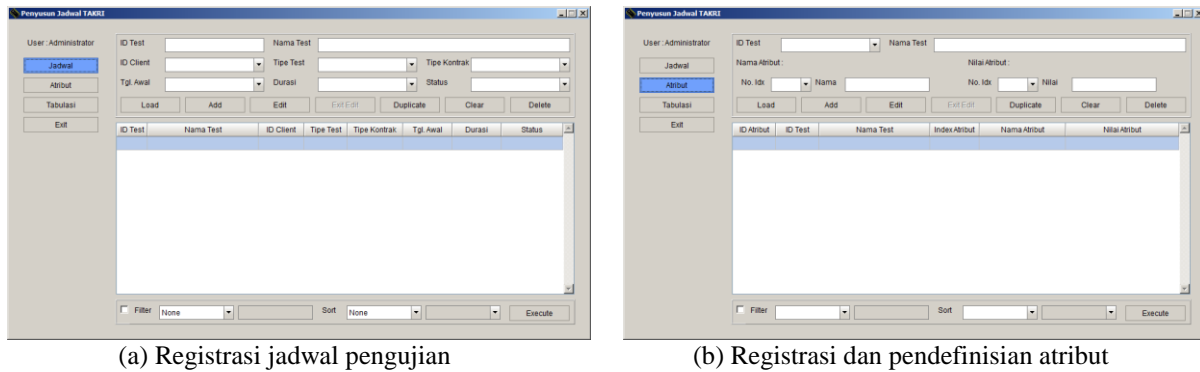 Penyusun Jadwal TAKRI
User : Administrator
Jadwal
Atribut
Tabulasi
Exit
ID Test Nama Test
ID Client Tipe Test Tipe Kontrak
Tgl. Awal Durasi Status
Load Add Edit Exit Edit Duplicate Clear Delete
ID Test Nama Test ID Client Tipe Test Tipe Kontrak Tgl. Awal Durasi Status
Filter None Sort None Execute
(a) Registrasi jadwal pengujian
Penyusun Jadwal TAKRI
User : Administrator
Jadwal
Atribut
Tabulasi
Exit
ID Test Nama Test
Nama Atribut : Nilai Atribut :
No. Idx Nama No. Idx Nilai
Load Add Edit Exit Edit Duplicate Clear Delete
ID Atribut ID Test Nama Test Index Atribut Nama Atribut Nilai Atribut
Filter Sort Execute
(b) Registrasi dan pendefinisian atribut